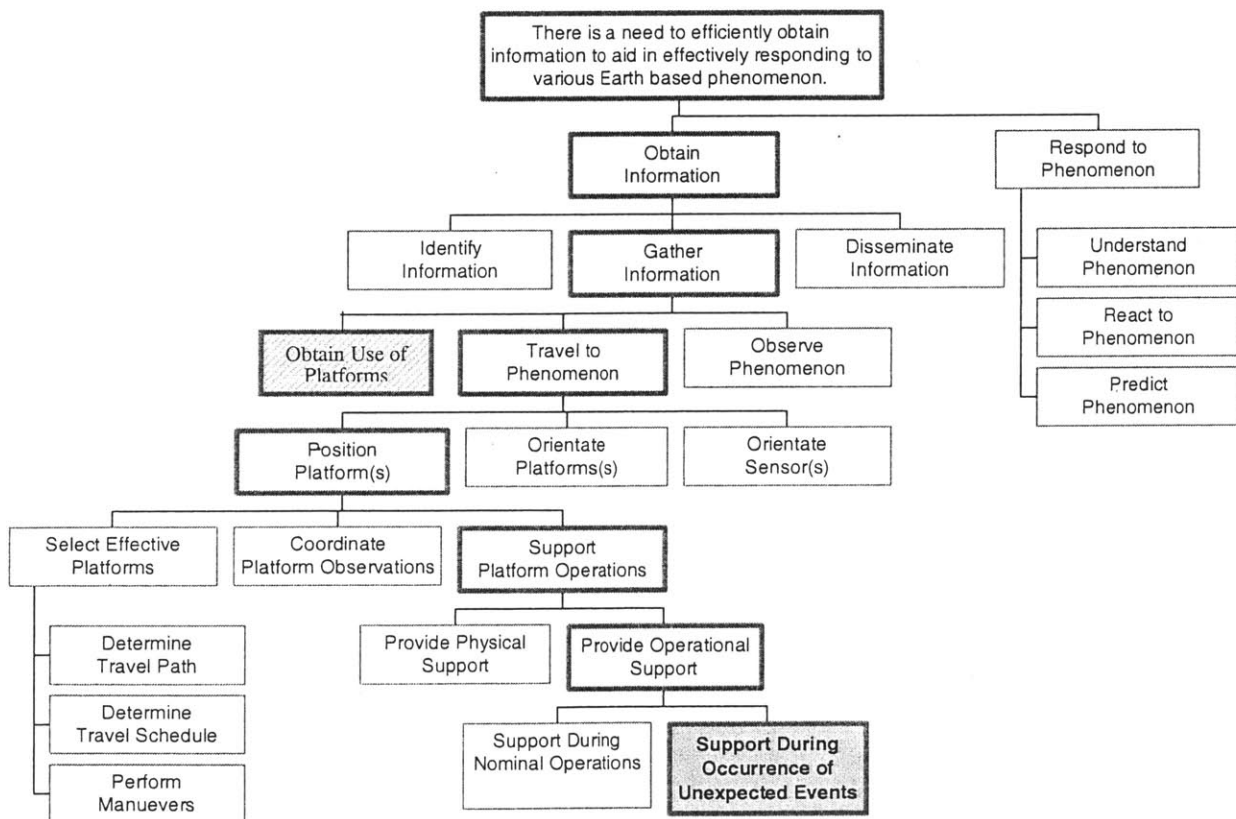 There is a need to efficiently obtain
information to aid in effectively responding to
various Earth based phenomenon.
Obtain
Information
Respond to
Phenomenon
Identify
Information
Gather
Information
Disseminate
Information
Understand
Phenomenon
React to
Phenomenon
Predict
Phenomenon
Obtain Use of
Platforms
Travel to
Phenomenon
Observe
Phenomenon
Position
Platform(s)
Orientate
Platforms(s)
Orientate
Sensor(s)
Select Effective
Platforms
Coordinate
Platform Observations
Support
Platform Operations
Determine
Travel Path
Determine
Travel Schedule
Perform
Manuevers
Provide Physical
Support
Provide Operational
Support
Support During
Nominal Operations
Support During
Occurrence of
Unexpected Events